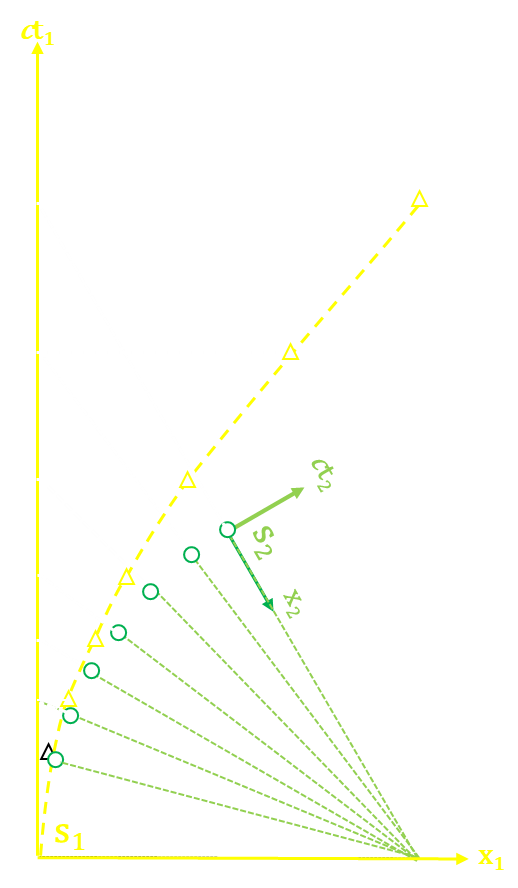 ct₁
ct₂
S₂
x₂
S₁
x₁